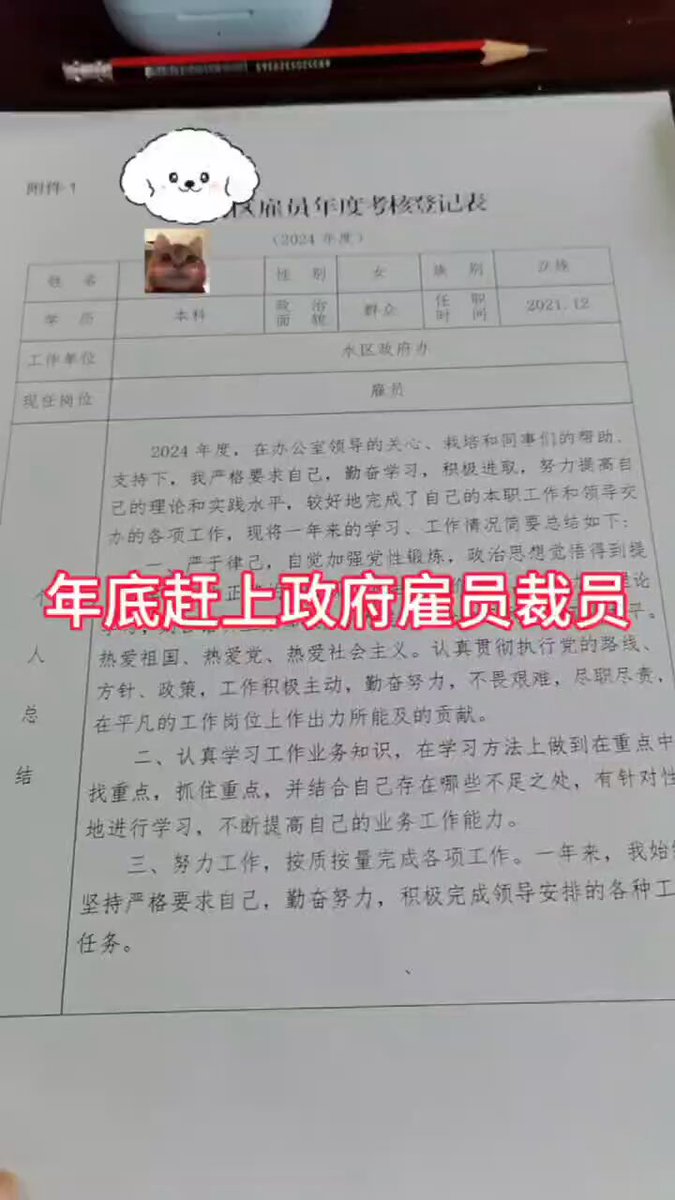 附件1
区雇员年度考核登记表
（2024 年度）
姓 名 性 别 女 族 别 汉族
学 历 本科 政 治 面 貌 群众 任 职 时 间 2021.12
工作单位 水区政府办
现任岗位 雇员
个人总结
2024 年度，在办公室领导的关心、栽培和同事们的帮助、
支持下，我严格要求自己，勤奋学习，积极进取，努力提高自
己的理论和实践水平，较好地完成了自己的本职工作和领导交
办的各项工作，现将一年来的学习、工作情况简要总结如下：
一、严于律己，自觉加强党性锻炼，政治思想觉悟得到提
年底赶上政府雇员裁员
热爱祖国、热爱党、热爱社会主义。认真贯彻执行党的路线、
方针、政策，工作积极主动，勤奋努力，不畏艰难，尽职尽责，
在平凡的工作岗位上作出力所能及的贡献。
二、认真学习工作业务知识，在学习方法上做到在重点中
找重点，抓住重点，并结合自己存在哪些不足之处，有针对性
地进行学习，不断提高自己的业务工作能力。
三、努力工作，按质按量完成各项工作。一年来，我始
坚持严格要求自己，勤奋努力，积极完成领导安排的各种工
任务。